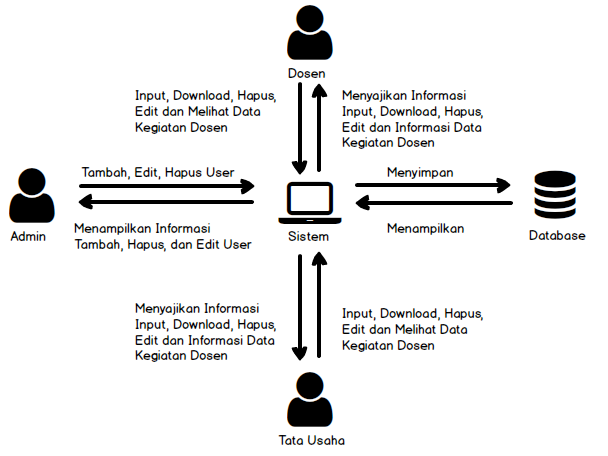 Dosen
Input, Download, Hapus,
Edit dan Melihat Data
Kegiatan Dosen
Menyajikan Informasi
Input, Download, Hapus,
Edit dan Informasi Data
Kegiatan Dosen
Tambah, Edit, Hapus User
Menyimpan
Admin
Menampilkan Informasi
Tambah, Hapus, dan Edit User
Sistem
Menampilkan
Database
Menyajikan Informasi
Input, Download, Hapus,
Edit dan Informasi Data
Kegiatan Dosen
Input, Download, Hapus,
Edit dan Melihat Data
Kegiatan Dosen
Tata Usaha